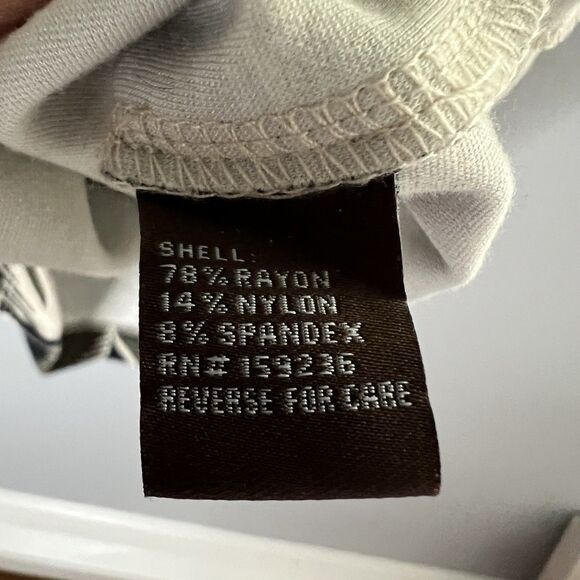 SHELL:
78% RAYON
14% NYLON
8% SPANDEX
RN# 159236
REVERSE FOR CARE